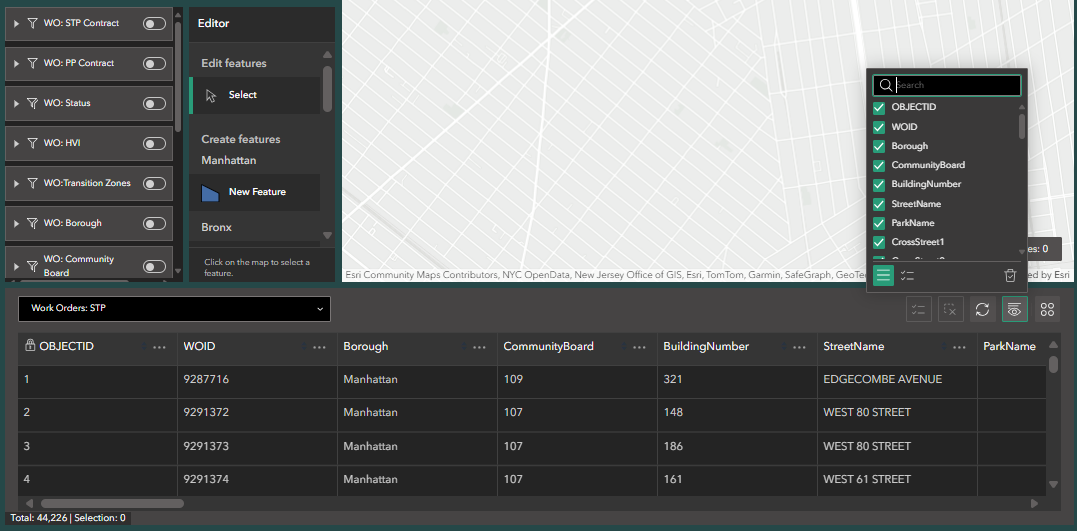 WO: STP Contract
WO: PP Contract
WO: Status
WO: HVI
WO:Transition Zones
WO: Borough
WO: Community
Board
Editor
Edit features
Select
Create features
Manhattan
New Feature
Bronx
Click on the map to select a
feature.
Search
OBJECTID
WOID
Borough
CommunityBoard
BuildingNumber
StreetName
ParkName
CrossStreet1
es: 0
Esri Community Maps Contributors, NYC OpenData, New Jersey Office of GIS, Esri, TomTom, Garmin, SafeGraph, GeoTec
ed by Esri
Work Orders: STP
OBJECTID WOID Borough CommunityBoard BuildingNumber StreetName ParkName
1 9287716 Manhattan 109 321 EDGECOMBE AVENUE
2 9291372 Manhattan 107 148 WEST 80 STREET
3 9291373 Manhattan 107 186 WEST 80 STREET
4 9291374 Manhattan 107 161 WEST 61 STREET
Total: 44,226 | Selection: 0